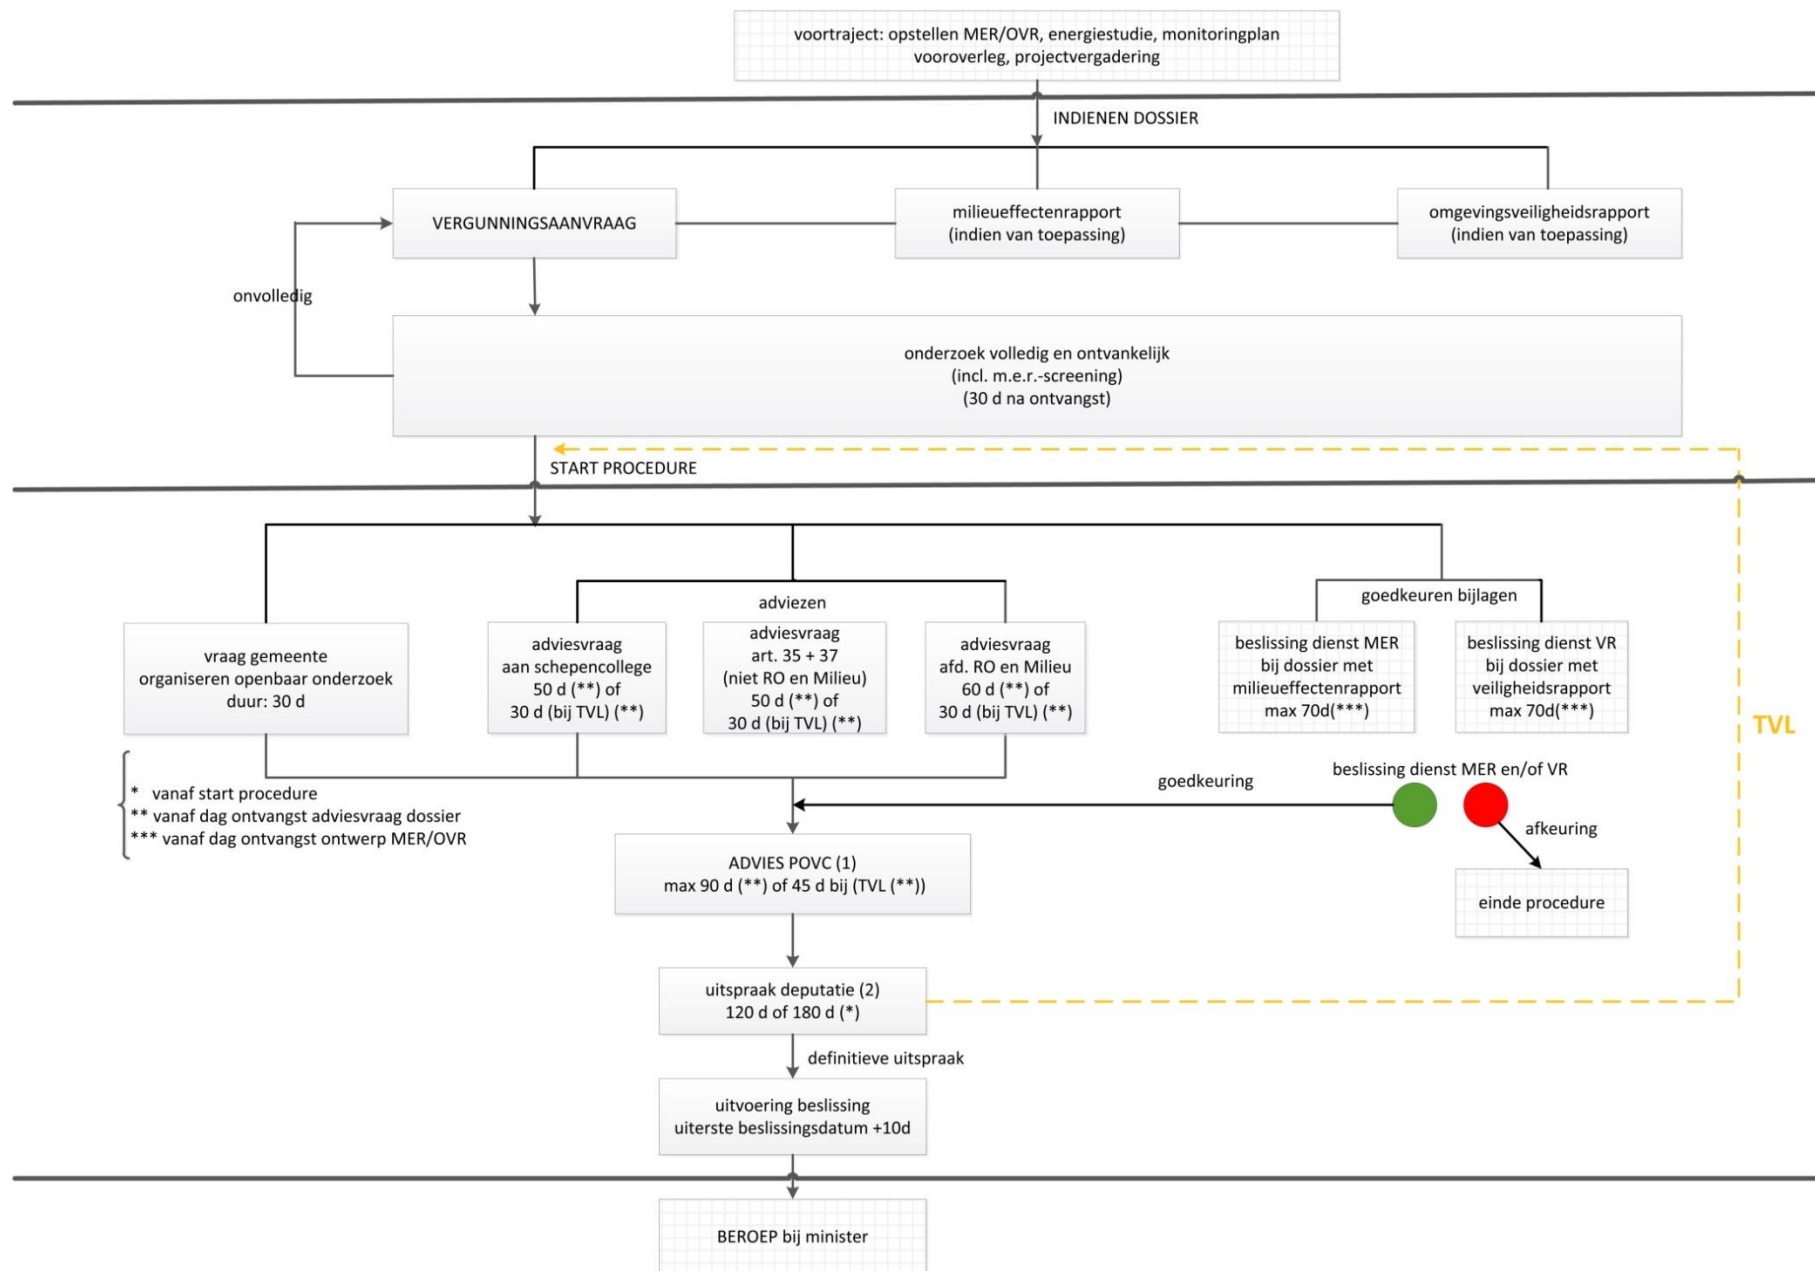 voortraject: opstellen MER/OVR, energiestudie, monitoringplan
vooroverleg, projectvergadering
INDIENEN DOSSIER
VERGUNNINGSAANVRAAG
milieueffectenrapport
(indien van toepassing)
omgevingsveiligheidsrapport
(indien van toepassing)
onvolledig
onderzoek volledig en ontvankelijk
(incl. m.e.r.-screening)
(30 d na ontvangst)
START PROCEDURE
adviezen
goedkeuren bijlagen
vraag gemeente
organiseren openbaar onderzoek
duur: 30 d
adviesvraag
aan schepencollege
50 d (**) of
30 d (bij TVL) (**)
adviesvraag
art. 35 + 37
(niet RO en Milieu)
50 d (**) of
30 d (bij TVL) (**)
adviesvraag
afd. RO en Milieu
60 d (**) of
30 d (bij TVL) (**)
beslissing dienst MER
bij dossier met
milieueffectenrapport
max 70d(***)
beslissing dienst VR
bij dossier met
veiligheidsrapport
max 70d(***)
TVL
* vanaf start procedure
** vanaf dag ontvangst adviesvraag dossier
*** vanaf dag ontvangst ontwerp MER/OVR
goedkeuring
beslissing dienst MER en/of VR
afkeuring
ADVIES POVC (1)
max 90 d (**) of 45 d bij (TVL (**))
einde procedure
uitspraak deputatie (2)
120 d of 180 d (*)
definitieve uitspraak
uitvoering beslissing
uiterste beslissingsdatum +10d
BEROEP bij minister